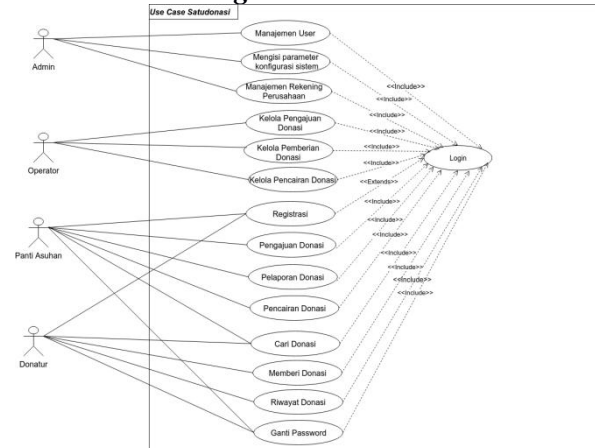 Use Case Satudonasi
Manajemen User
Admin
Mengisi parameter
konfigurasi sistem
<<Include>>
<<Include>>
Manajemen Rekening
Perusahaan
<<Include>>
Kelola Pengajuan
Donasi
<<Include>>
Operator
Kelola Pemberian
Donasi
<<Include>>
Login
<<Include>>
Kelola Pencairan Donasi
<<Extends>>
Registrasi
<<Include>>
Panti Asuhan
Pengajuan Donasi
<<Include>>
Pelaporan Donasi
<<Include>>
<<Include>>
<<Include>>
<<Include>>
Pencairan Donasi
Cari Donasi
Donatur
Memberi Donasi
Riwayat Donasi
Ganti Password